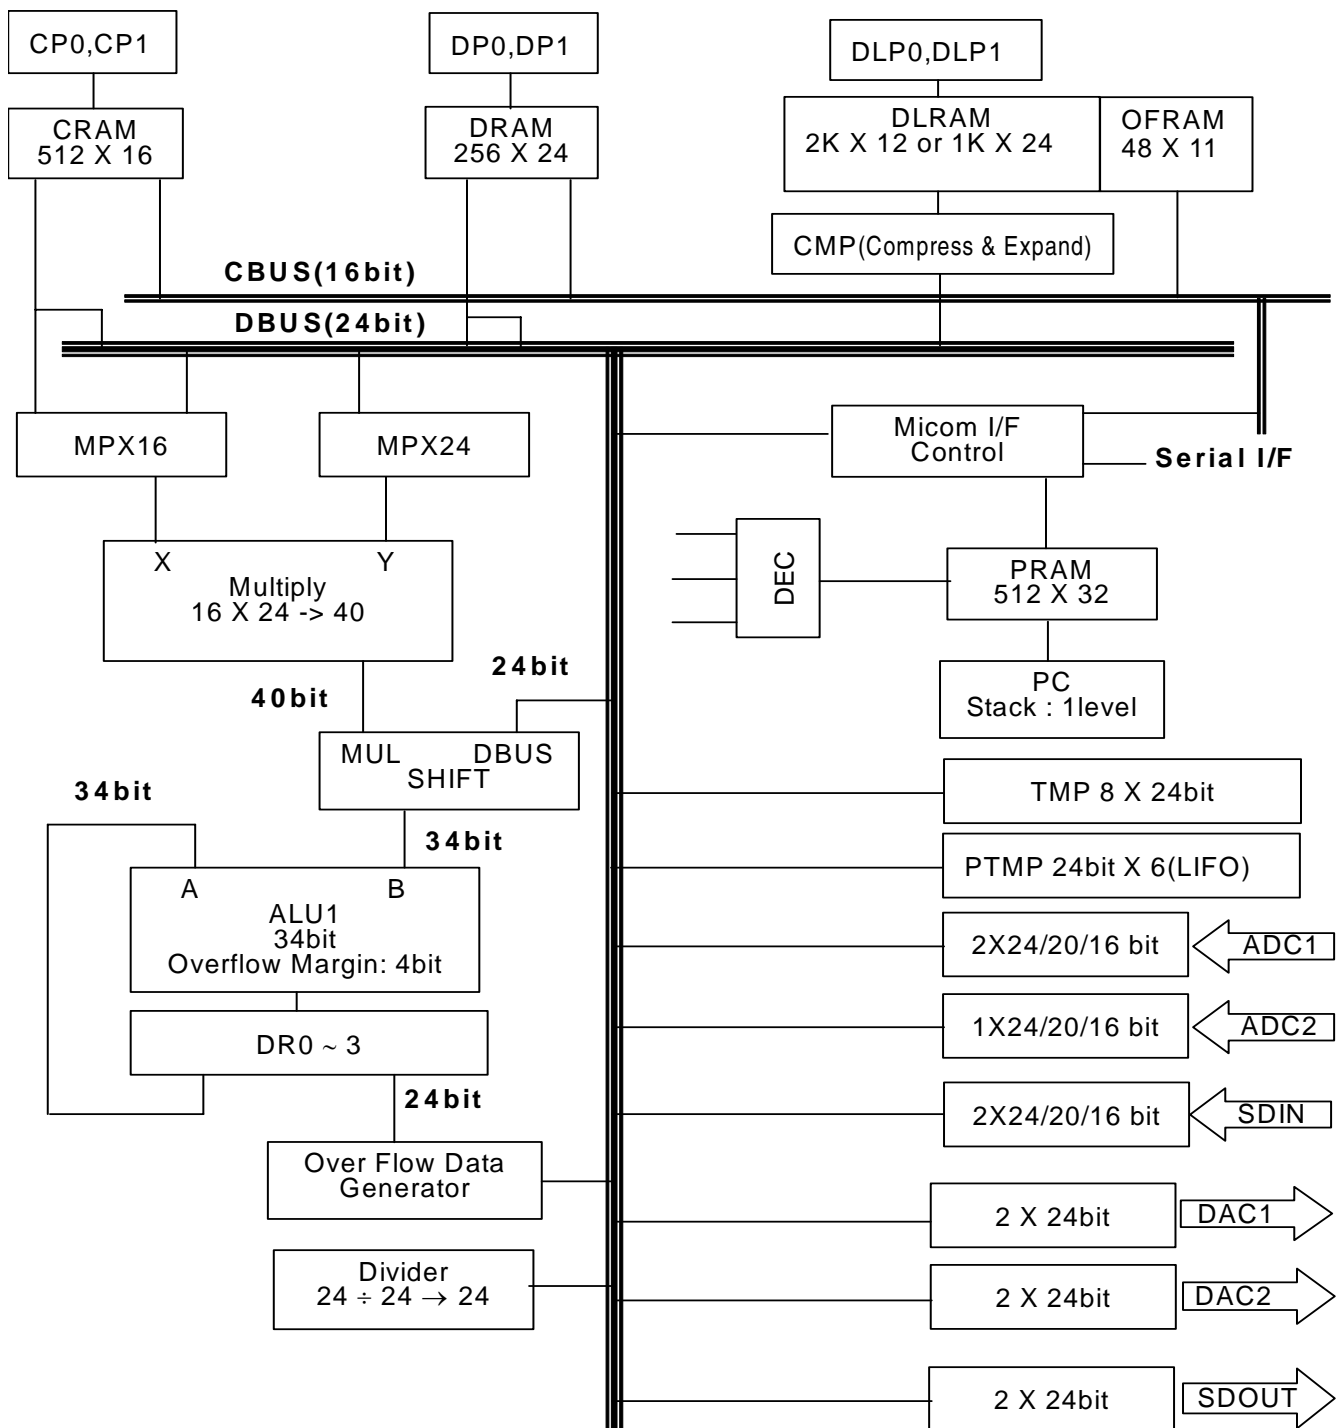 CP0,CP1
DP0,DP1
DLP0,DLP1
CRAM
512 X 16
DRAM
256 X 24
DLRAM
2K X 12 or 1K X 24
OFRAM
48 X 11
CMP(Compress & Expand)
CBUS(16bit)
DBUS(24bit)
MPX16
MPX24
Micom I/F
Control
Serial I/F
X
Y
Multiply
16 X 24 -> 40
DEC
PRAM
512 X 32
24bit
40bit
PC
Stack : 1level
MUL
DBUS
SHIFT
34bit
TMP 8 X 24bit
34bit
PTMP 24bit X 6(LIFO)
A
B
ALU1
34bit
Overflow Margin: 4bit
2X24/20/16 bit
ADC1
DR0 ~ 3
1X24/20/16 bit
ADC2
24bit
2X24/20/16 bit
SDIN
Over Flow Data
Generator
2 X 24bit
DAC1
Divider
24 ÷ 24 → 24
2 X 24bit
DAC2
2 X 24bit
SDOUT